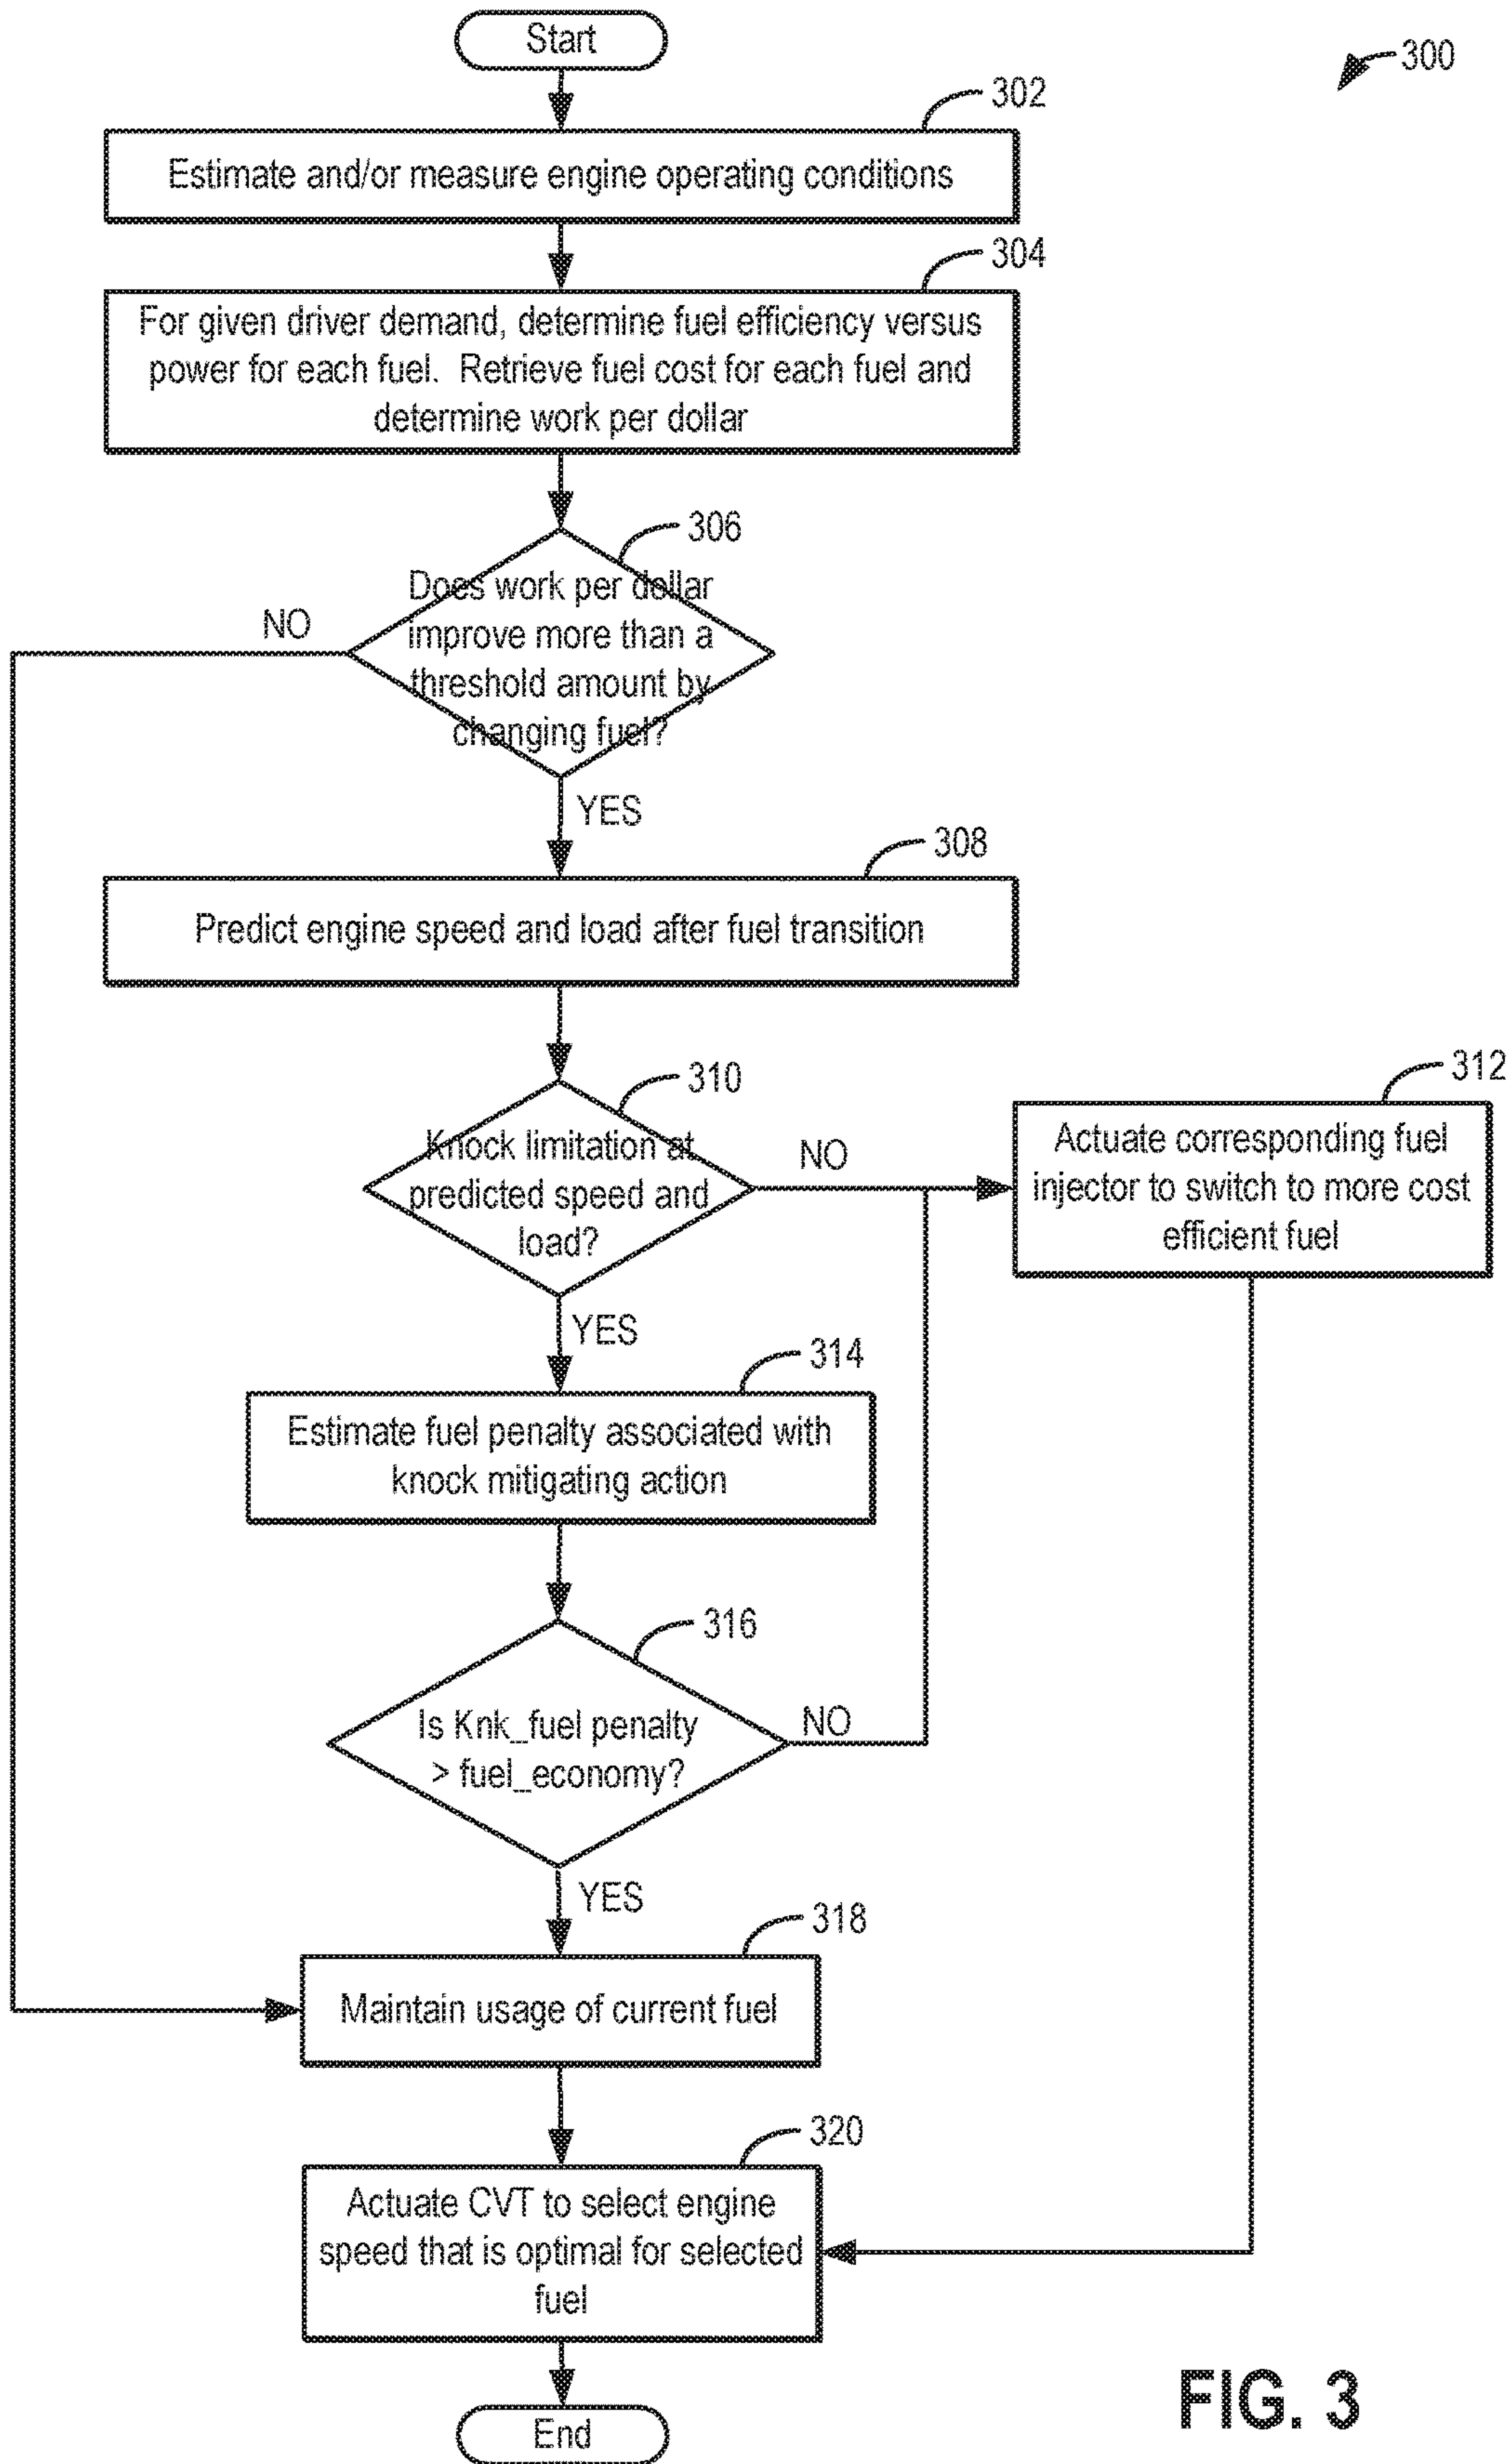 Start
300
302
Estimate and/or measure engine operating conditions
304
For given driver demand, determine fuel efficiency versus
power for each fuel. Retrieve fuel cost for each fuel and
determine work per dollar
306
Does work per dollar
improve more than a
threshold amount by
changing fuel?
NO
YES
308
Predict engine speed and load after fuel transition
310
Knock limitation at
predicted speed and
load?
NO
312
Actuate corresponding fuel
injector to switch to more cost
efficient fuel
YES
314
Estimate fuel penalty associated with
knock mitigating action
316
Is Knk_fuel penalty
> fuel_economy?
NO
YES
318
Maintain usage of current fuel
320
Actuate CVT to select engine
speed that is optimal for selected
fuel
End
FIG. 3